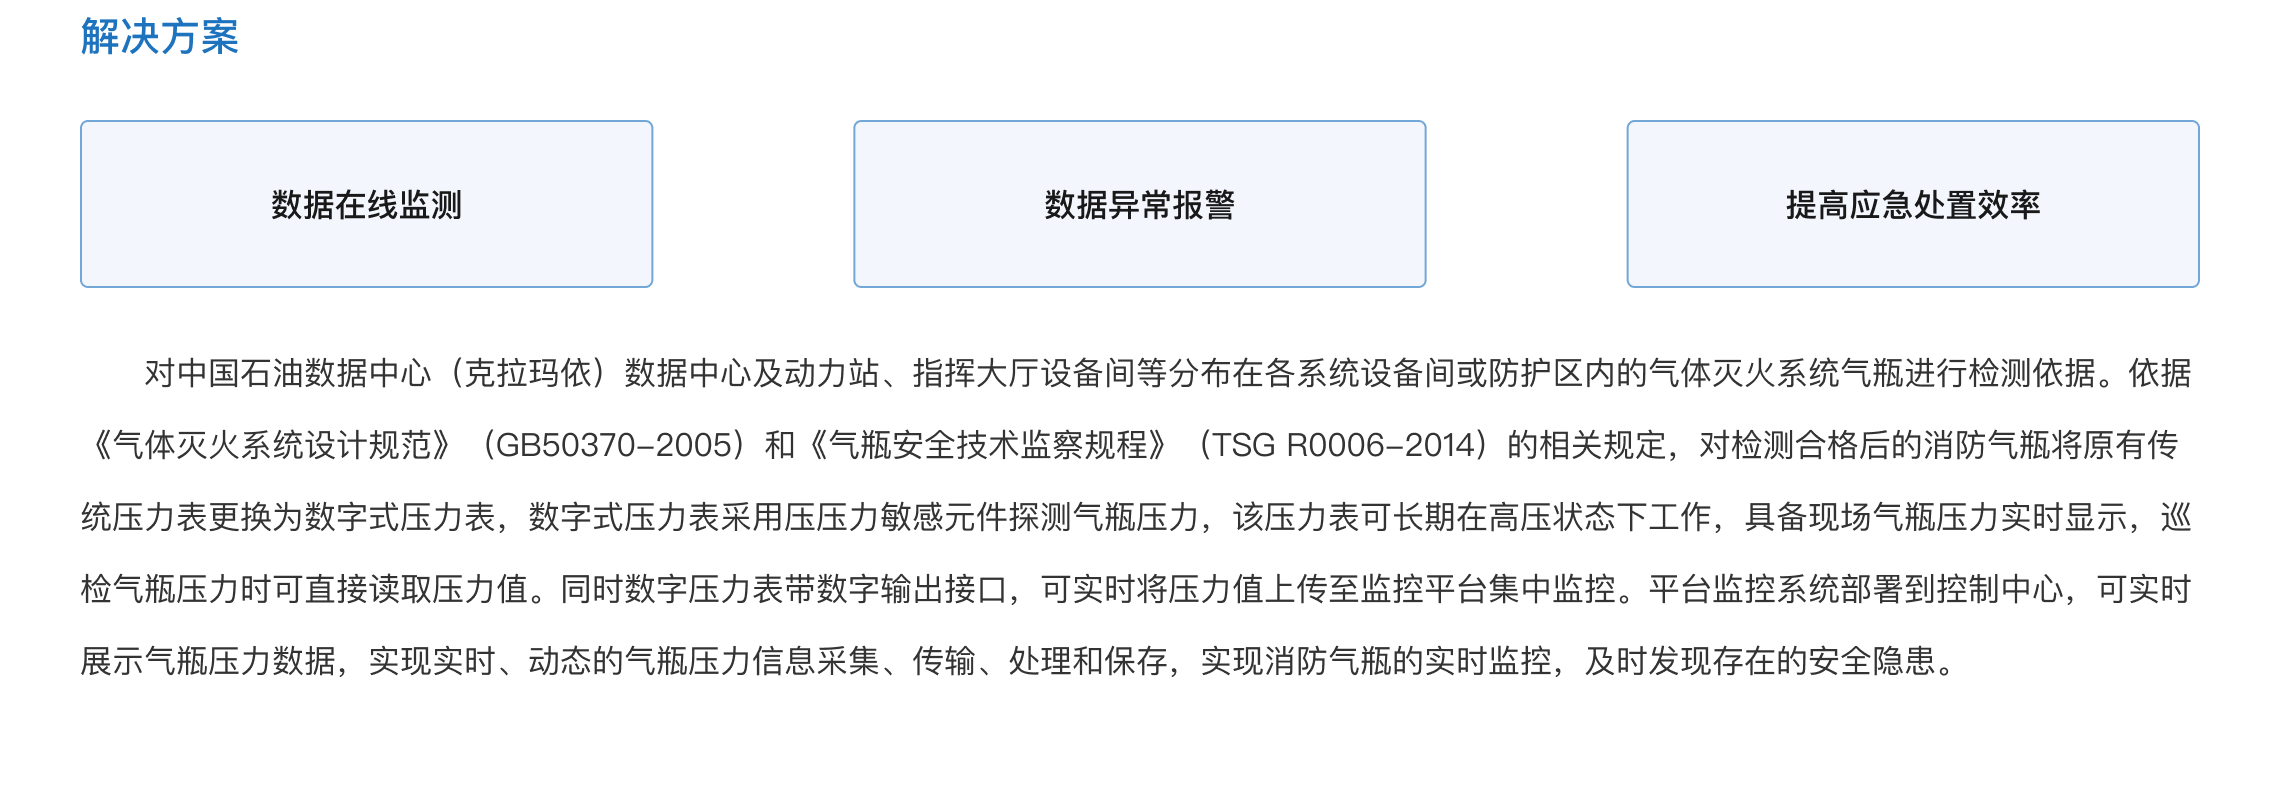 解决方案
数据在线监测
数据异常报警
提高应急处置效率
对中国石油数据中心（克拉玛依）数据中心及动力站、指挥大厅设备间等分布在各系统设备间或防护区内的气体灭火系统气瓶进行检测依据。依据
《气体灭火系统设计规范》（GB50370-2005）和《气瓶安全技术监察规程》（TSG R0006-2014）的相关规定，对检测合格后的消防气瓶将原有传
统压力表更换为数字式压力表，数字式压力表采用压压力敏感元件探测气瓶压力，该压力表可长期在高压状态下工作，具备现场气瓶压力实时显示，巡
检气瓶压力时可直接读取压力值。同时数字压力表带数字输出接口，可实时将压力值上传至监控平台集中监控。平台监控系统部署到控制中心，可实时
展示气瓶压力数据，实现实时、动态的气瓶压力信息采集、传输、处理和保存，实现消防气瓶的实时监控，及时发现存在的安全隐患。